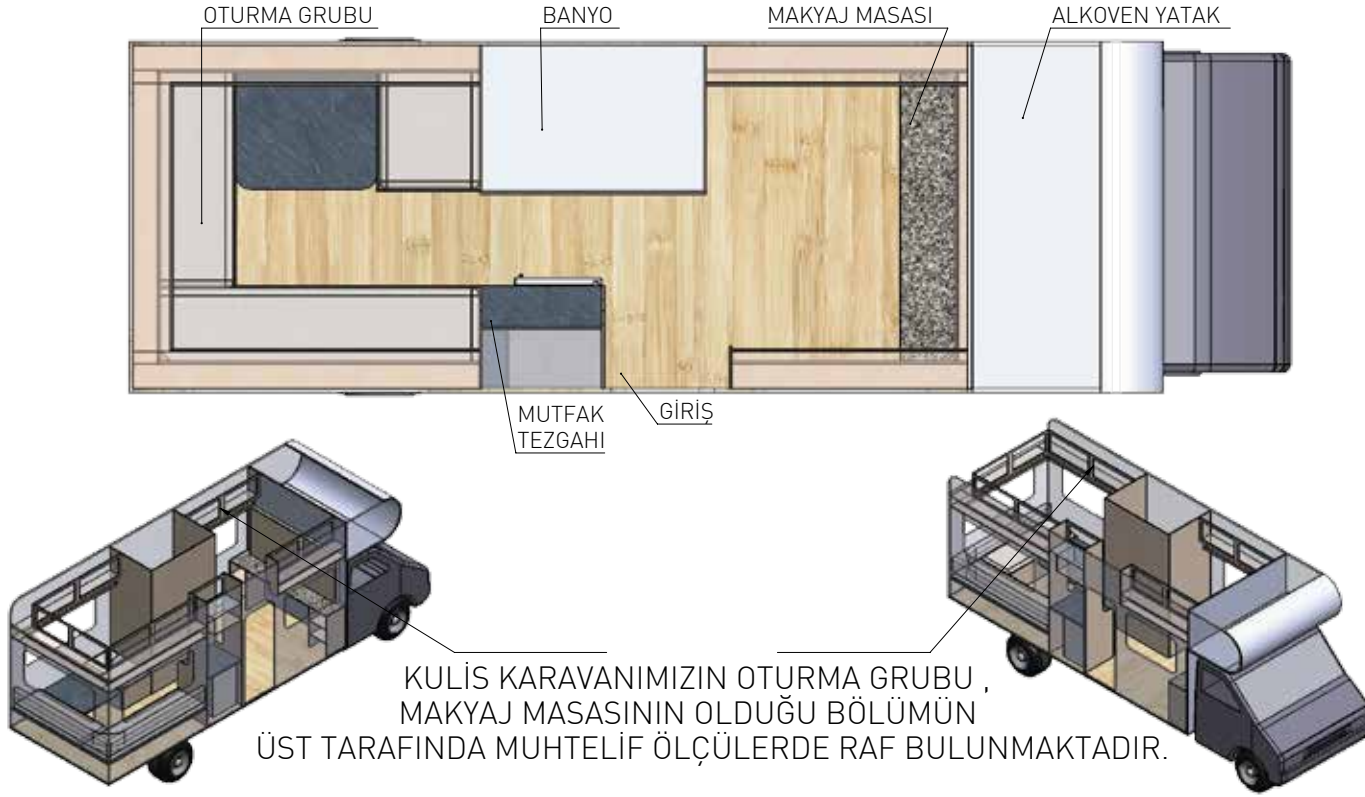 OTURMA GRUBU
BANYO
MAKYAJ MASASI
ALKOVEN YATAK
MUTFAK
TEZGAHI
GİRİŞ
KULİS KARAVANIMIZIN OTURMA GRUBU ,
MAKYAJ MASASININ OLDUĞU BÖLÜMÜN
ÜST TARAFINDA MUHTELİF ÖLÇÜLERDE RAF BULUNMAKTADIR.